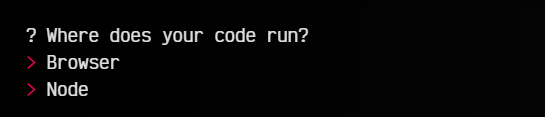 ? Where does your code run?
> Browser
> Node